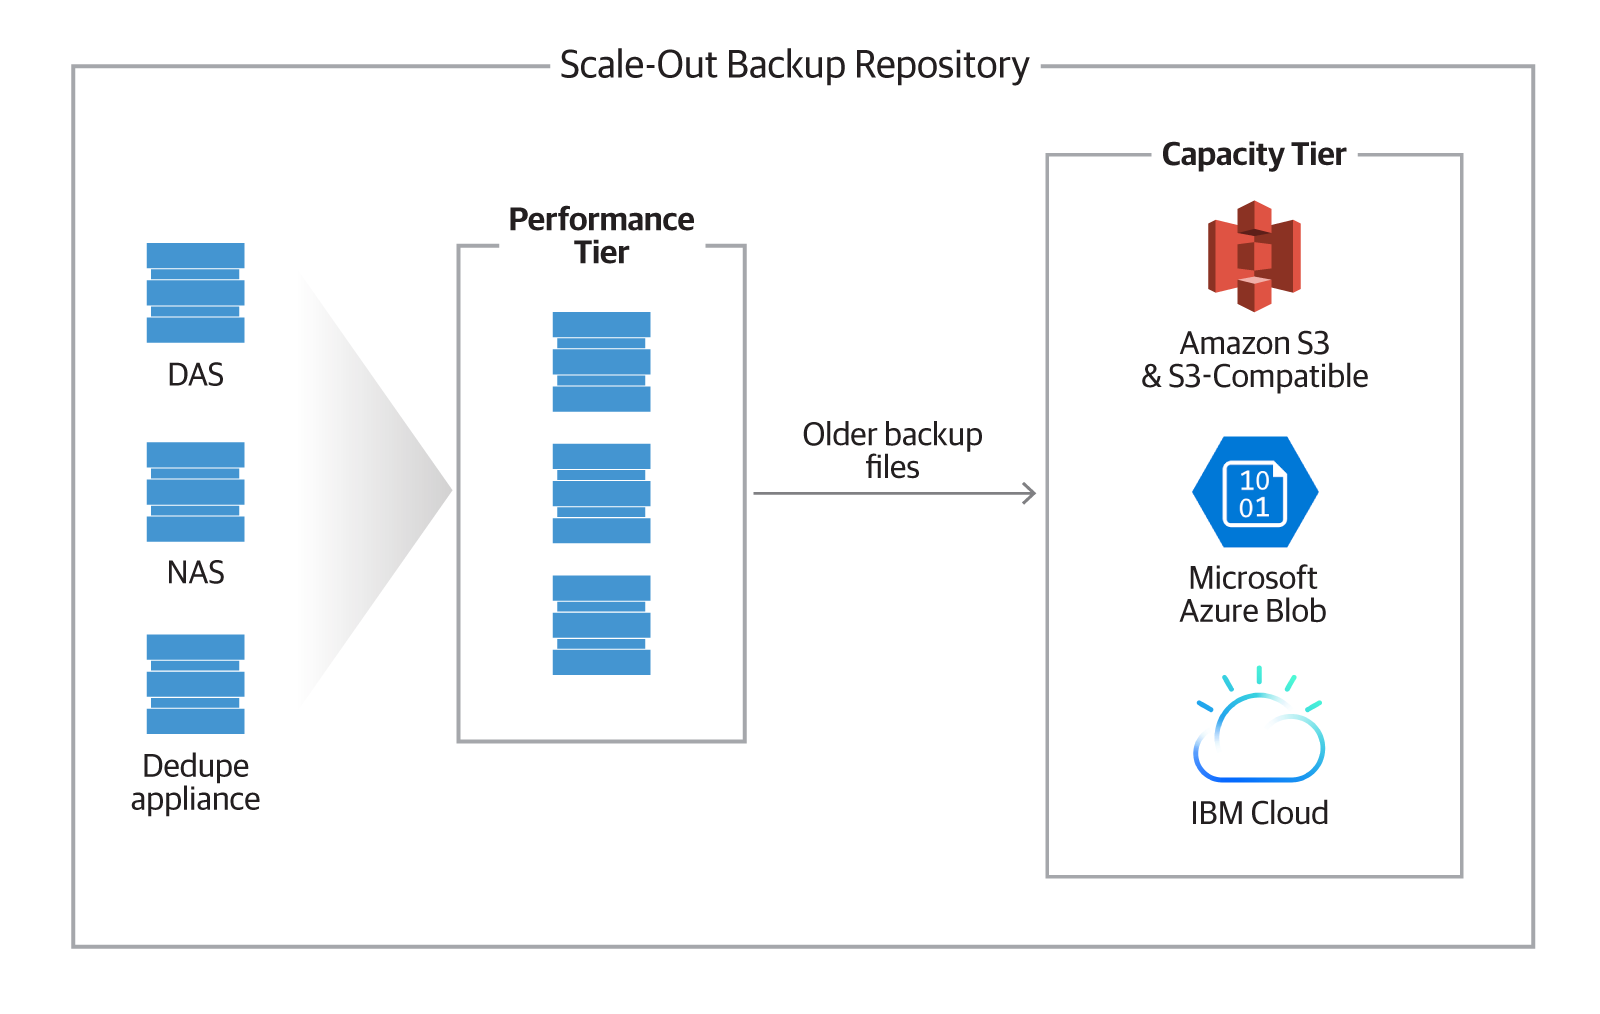 Scale-Out Backup Repository
DAS
NAS
Dedupe
appliance
Performance
Tier
Older backup
files
Capacity Tier
Amazon S3
& S3-Compatible
10
01
Microsoft
Azure Blob
IBM Cloud